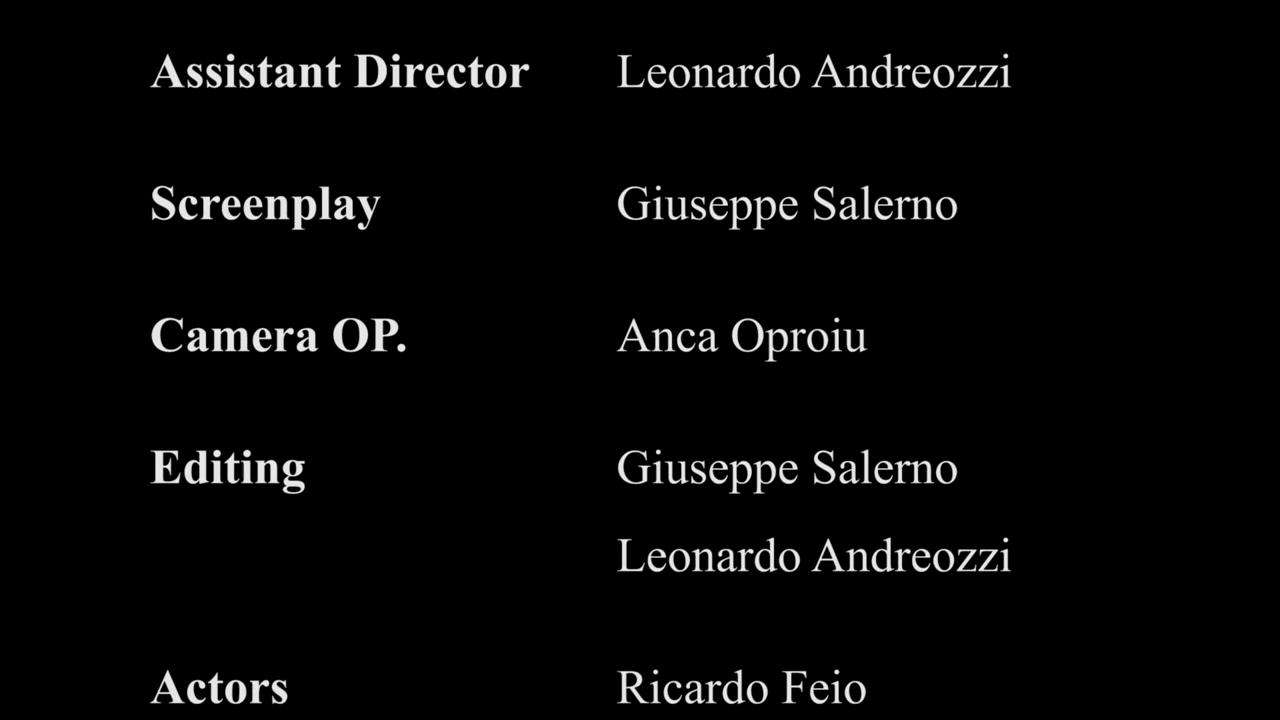 Assistant Director Leonardo Andreozzi
Screenplay Giuseppe Salerno
Camera OP. Anca Oproiu
Editing Giuseppe Salerno
Leonardo Andreozzi
Actors Ricardo Feio